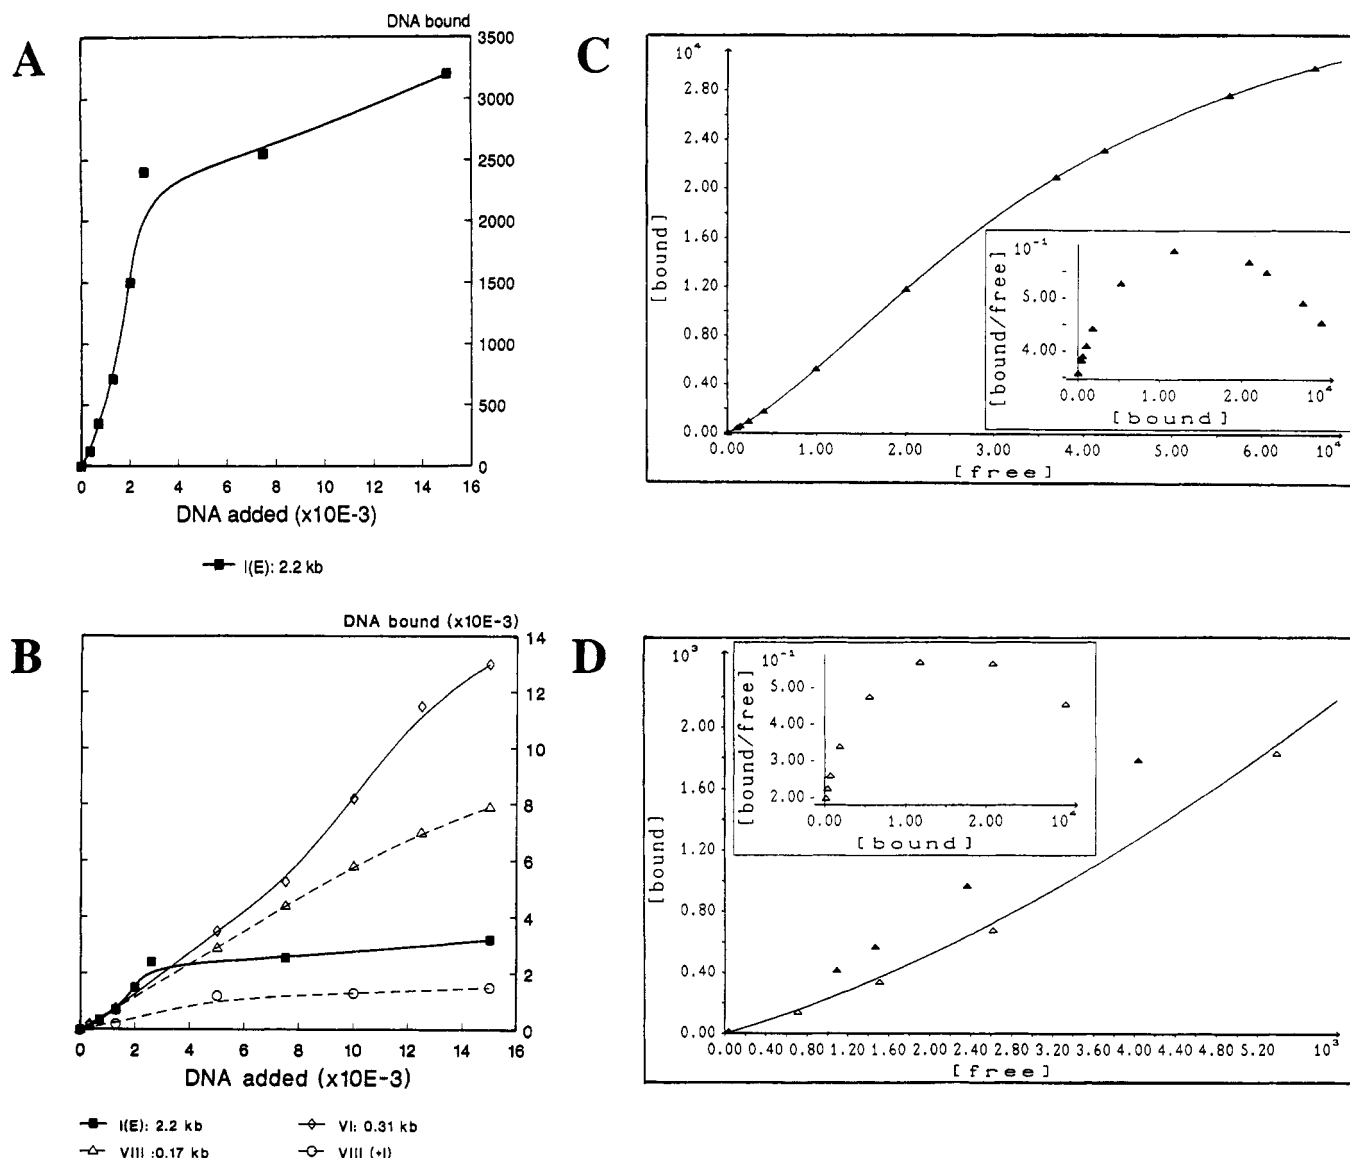 A
DNA bound
3500
3000
2500
2000
1500
1000
500
0
0 2 4 6 8 10 12 14 16
DNA added (x10E-3)
I(E): 2.2 kb
B
DNA bound (x10E-3)
14
12
10
8
6
4
2
0
0 2 4 6 8 10 12 14 16
DNA added (x10E-3)
I(E): 2.2 kb
VI: 0.31 kb
VIII :0.17 kb
VIII (+I)
C
10⁴
2.80
2.40
2.00
1.60
1.20
0.80
0.40
0.00
[bound]
0.00 1.00 2.00 3.00 4.00 5.00 6.00 10⁴
[free]
10⁻¹
5.00
4.00
[bound/free]
0.00 1.00 2.00 10⁴
[bound]
D
10³
2.00
1.60
1.20
0.80
0.40
0.00
[bound]
0.00 0.40 0.80 1.20 1.60 2.00 2.40 2.80 3.20 3.60 4.00 4.40 4.80 5.20 10³
[free]
10⁻¹
5.00
4.00
3.00
2.00
[bound/free]
0.00 1.00 2.00 10
[bound]